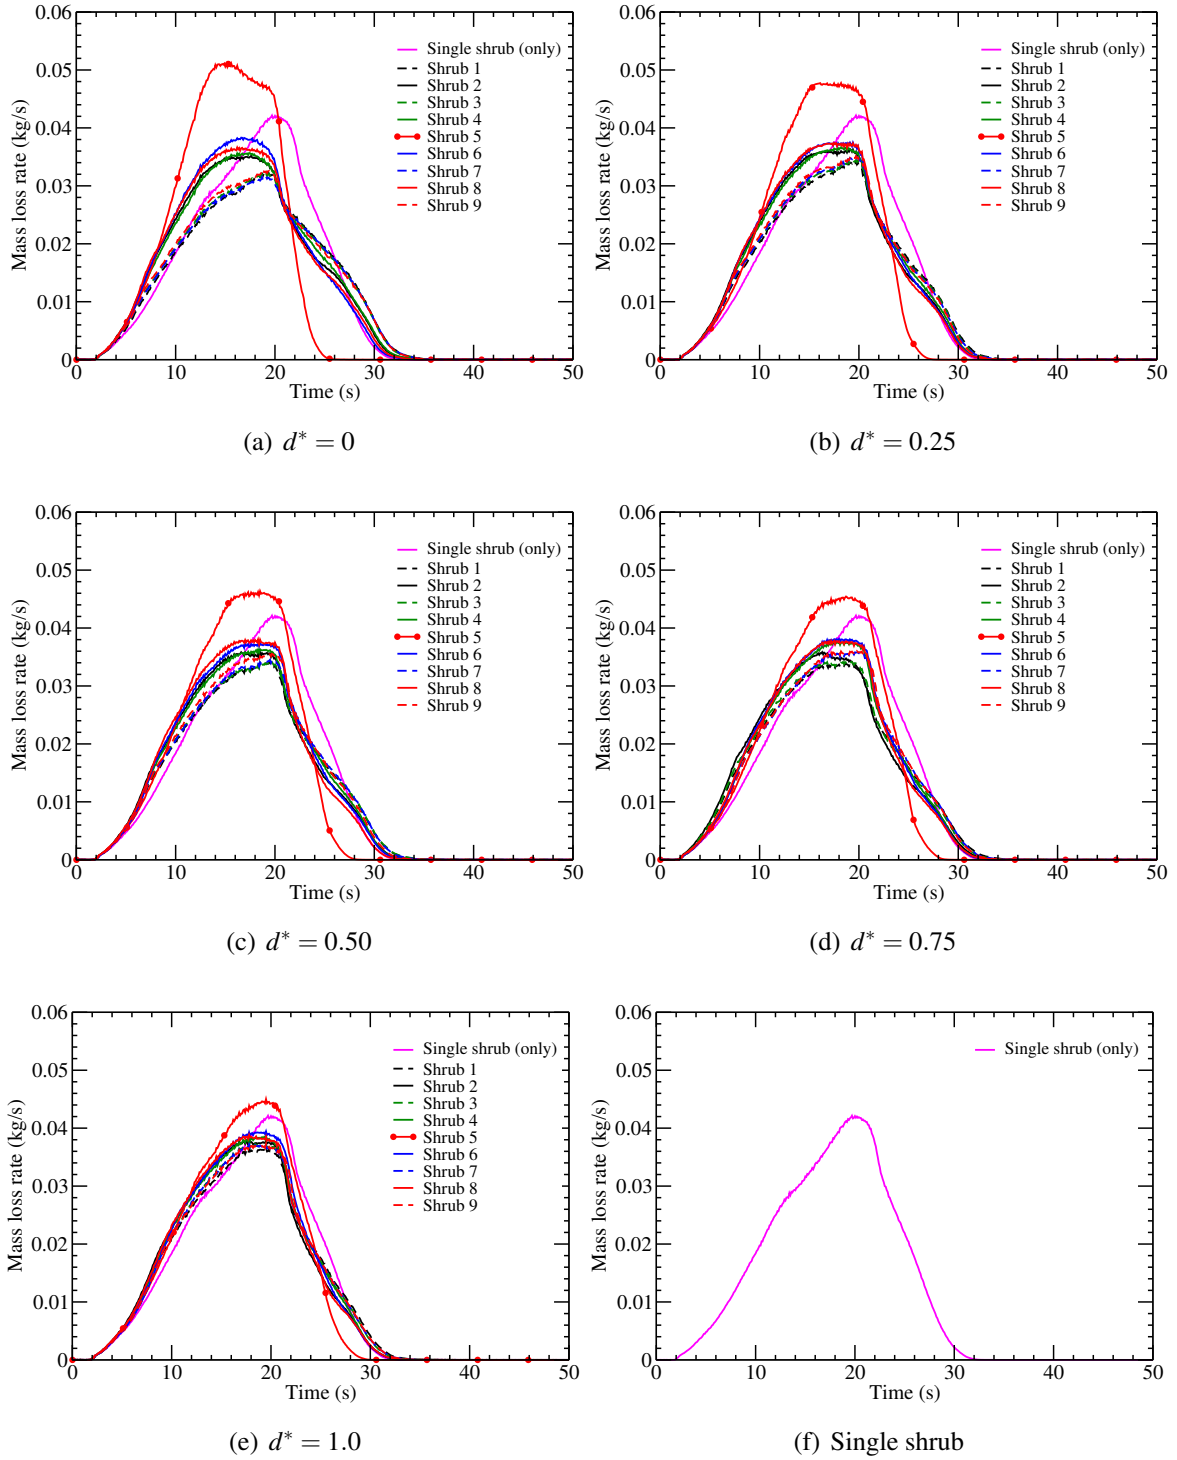 0.06
0.05
0.04
0.03
0.02
0.01
0
Mass loss rate (kg/s)
0 10 20 30 40 50
Time (s)
Single shrub (only)
Shrub 1
Shrub 2
Shrub 3
Shrub 4
Shrub 5
Shrub 6
Shrub 7
Shrub 8
Shrub 9
(a) d* = 0
0.06
0.05
0.04
0.03
0.02
0.01
0
Mass loss rate (kg/s)
0 10 20 30 40 50
Time (s)
Single shrub (only)
Shrub 1
Shrub 2
Shrub 3
Shrub 4
Shrub 5
Shrub 6
Shrub 7
Shrub 8
Shrub 9
(b) d* = 0.25
0.06
0.05
0.04
0.03
0.02
0.01
0
Mass loss rate (kg/s)
0 10 20 30 40 50
Time (s)
Single shrub (only)
Shrub 1
Shrub 2
Shrub 3
Shrub 4
Shrub 5
Shrub 6
Shrub 7
Shrub 8
Shrub 9
(c) d* = 0.50
0.06
0.05
0.04
0.03
0.02
0.01
0
Mass loss rate (kg/s)
0 10 20 30 40 50
Time (s)
Single shrub (only)
Shrub 1
Shrub 2
Shrub 3
Shrub 4
Shrub 5
Shrub 6
Shrub 7
Shrub 8
Shrub 9
(d) d* = 0.75
0.06
0.05
0.04
0.03
0.02
0.01
0
Mass loss rate (kg/s)
0 10 20 30 40 50
Time (s)
Single shrub (only)
Shrub 1
Shrub 2
Shrub 3
Shrub 4
Shrub 5
Shrub 6
Shrub 7
Shrub 8
Shrub 9
(e) d* = 1.0
0.06
0.05
0.04
0.03
0.02
0.01
0
Mass loss rate (kg/s)
0 10 20 30 40 50
Time (s)
Single shrub (only)
(f) Single shrub